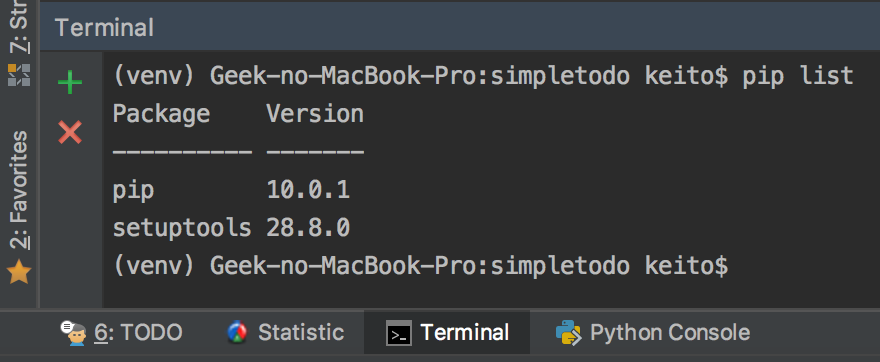 Terminal
7: Str
(venv) Geek-no-MacBook-Pro:simpletodo keito$ pip list
Package    Version
---------- -------
pip        10.0.1
setuptools 28.8.0
(venv) Geek-no-MacBook-Pro:simpletodo keito$
2: Favorites
6: TODO
Statistic
Terminal
Python Console